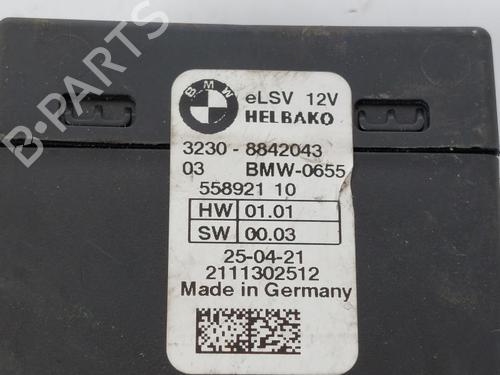 BMW
eLSV 12V
HELBAKO
3230 - 8842043
03 BMW-0655
558921 10
HW 01.01
SW 00.03
25-04-21
2111302512
Made in Germany
B-PARTS